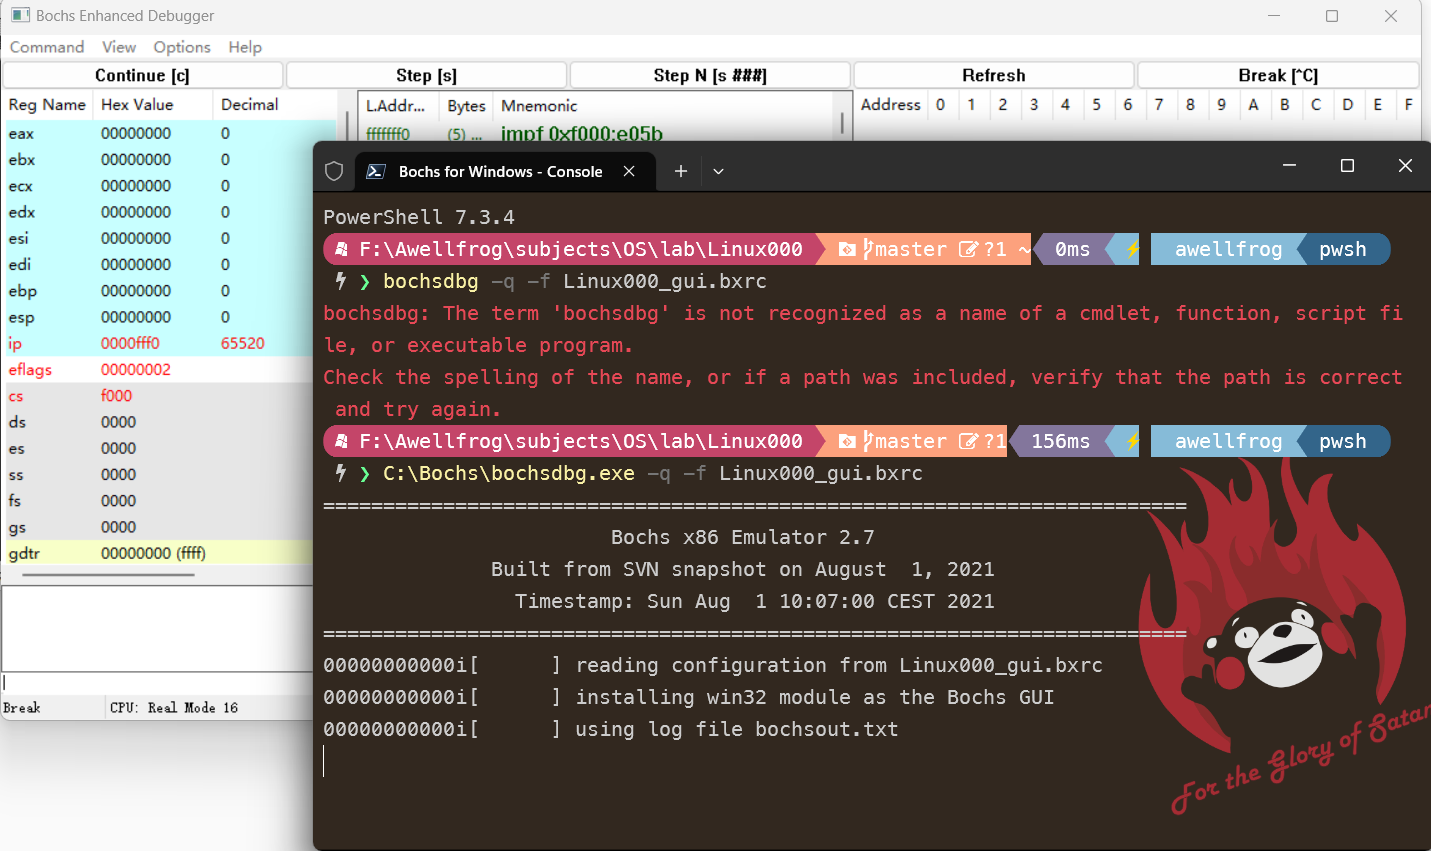 Bochs Enhanced Debugger
Command View Options Help
Continue [c] Step [s] Step N [s ###] Refresh Break [^C]
Reg Name Hex Value Decimal
eax 00000000 0
ebx 00000000 0
ecx 00000000 0
edx 00000000 0
esi 00000000 0
edi 00000000 0
ebp 00000000 0
esp 00000000 0
ip 0000fff0 65520
eflags 00000002
cs f000
ds 0000
es 0000
ss 0000
fs 0000
gs 0000
gdtr 00000000 (ffff)
L.Addr... Bytes Mnemonic
fffffff0 (5) ... jmpf 0xf000:e05b
Address 0 1 2 3 4 5 6 7 8 9 A B C D E F
Break CPU: Real Mode 16
Bochs for Windows - Console
PowerShell 7.3.4
F:\Awellfrog\subjects\OS\lab\Linux000 master ?1 ~ 0ms awellfrog pwsh
❯ bochsdbg -q -f Linux000_gui.bxrc
bochsdbg: The term 'bochsdbg' is not recognized as a name of a cmdlet, function, script fi
le, or executable program.
Check the spelling of the name, or if a path was included, verify that the path is correct
and try again.
F:\Awellfrog\subjects\OS\lab\Linux000 master ?1 156ms awellfrog pwsh
❯ C:\Bochs\bochsdbg.exe -q -f Linux000_gui.bxrc
========================================================================
Bochs x86 Emulator 2.7
Built from SVN snapshot on August  1, 2021
Timestamp: Sun Aug  1 10:07:00 CEST 2021
========================================================================
00000000000i[      ] reading configuration from Linux000_gui.bxrc
00000000000i[      ] installing win32 module as the Bochs GUI
00000000000i[      ] using log file bochsout.txt
For the Glory of Satan